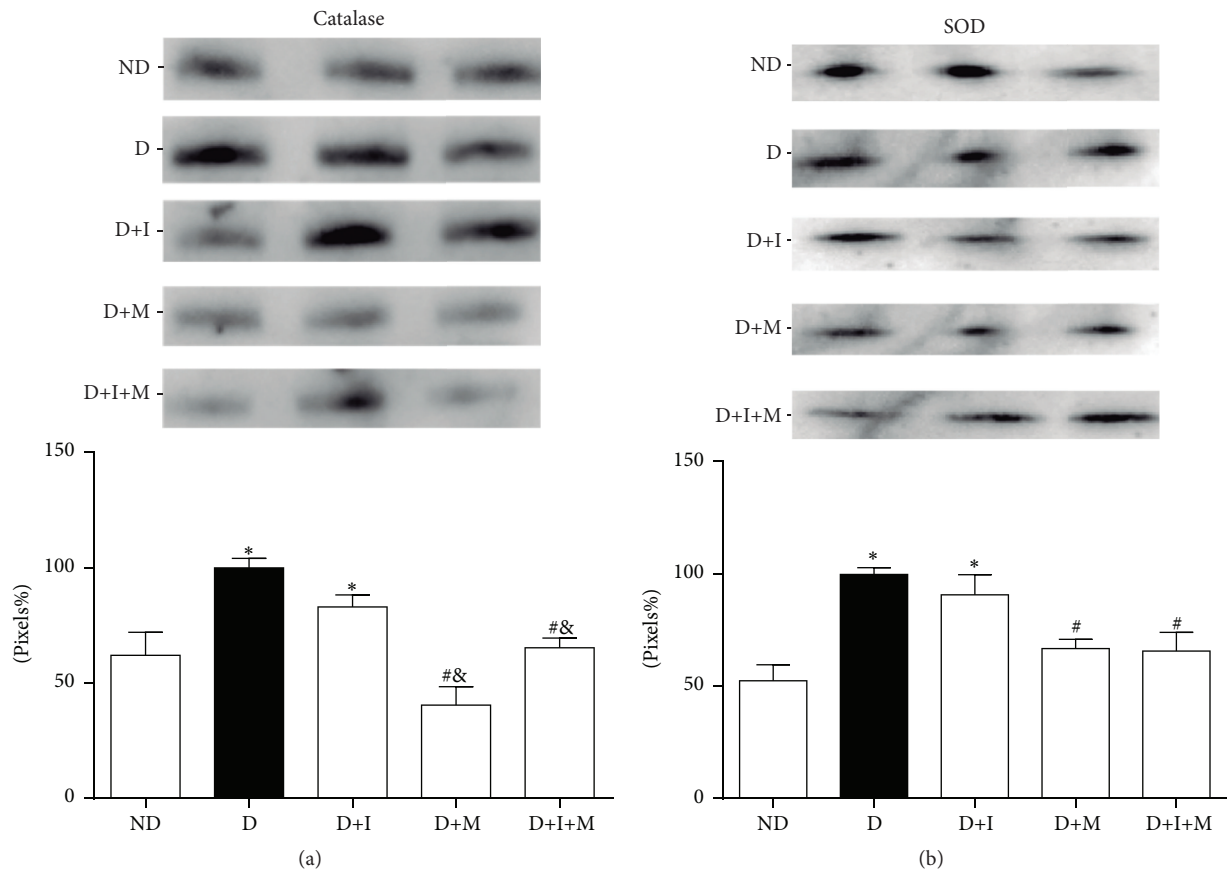 Catalase
ND
D
D+I
D+M
D+I+M
150
100
50
0
(Pixels%)
*
*
#&
#&
ND D D+I D+M D+I+M
(a)
SOD
ND
D
D+I
D+M
D+I+M
150
100
50
0
(Pixels%)
*
*
#
#
ND D D+I D+M D+I+M
(b)